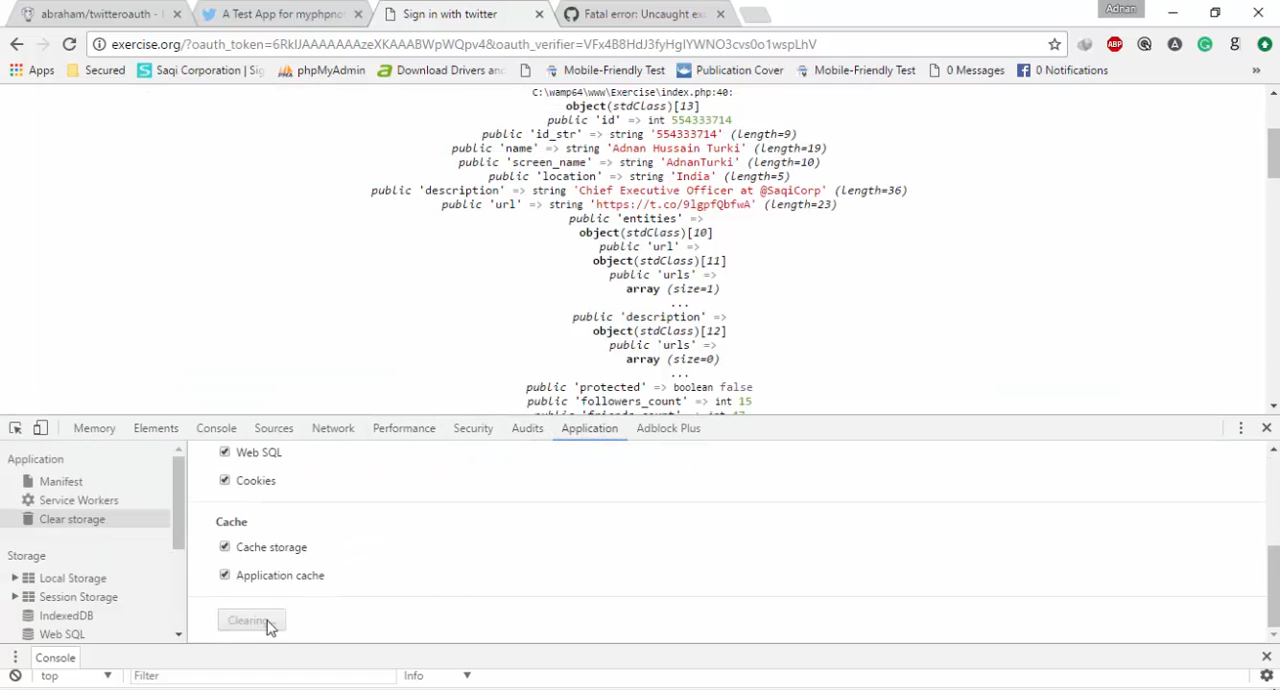 Adnan
abraham/twitteroauth -
A Test App for myphpno
Sign in with twitter
Fatal error: Uncaught ex
exercise.org/?oauth_token=6RkIJAAAAAAzeXKAAABWpWQpv4&oauth_verifier=VFx4B8HdJ3fyHgIYWNO3cvs0o1wspLhV
Apps
Secured
Saqi Corporation | Sig
phpMyAdmin
Download Drivers and
Mobile-Friendly Test
Publication Cover
Mobile-Friendly Test
0 Messages
0 Notifications
C:\wamp64\www\Exercise\index.php:40:
object(stdClass)[13]
public 'id' => int 554333714
public 'id_str' => string '554333714' (length=9)
public 'name' => string 'Adnan Hussain Turki' (length=19)
public 'screen_name' => string 'AdnanTurki' (length=10)
public 'location' => string 'India' (length=5)
public 'description' => string 'Chief Executive Officer at @SaqiCorp' (length=36)
public 'url' => string 'https://t.co/9lgpfQbfwA' (length=23)
public 'entities' =>
object(stdClass)[10]
public 'url' =>
object(stdClass)[11]
public 'urls' =>
array (size=1)
...
public 'description' =>
object(stdClass)[12]
public 'urls' =>
array (size=0)
...
public 'protected' => boolean false
public 'followers_count' => int 15
Memory
Elements
Console
Sources
Network
Performance
Security
Audits
Application
Adblock Plus
Application
Manifest
Service Workers
Clear storage
Storage
Local Storage
Session Storage
IndexedDB
Web SQL
Web SQL
Cookies
Cache
Cache storage
Application cache
Clearing...
Console
top
Filter
Info